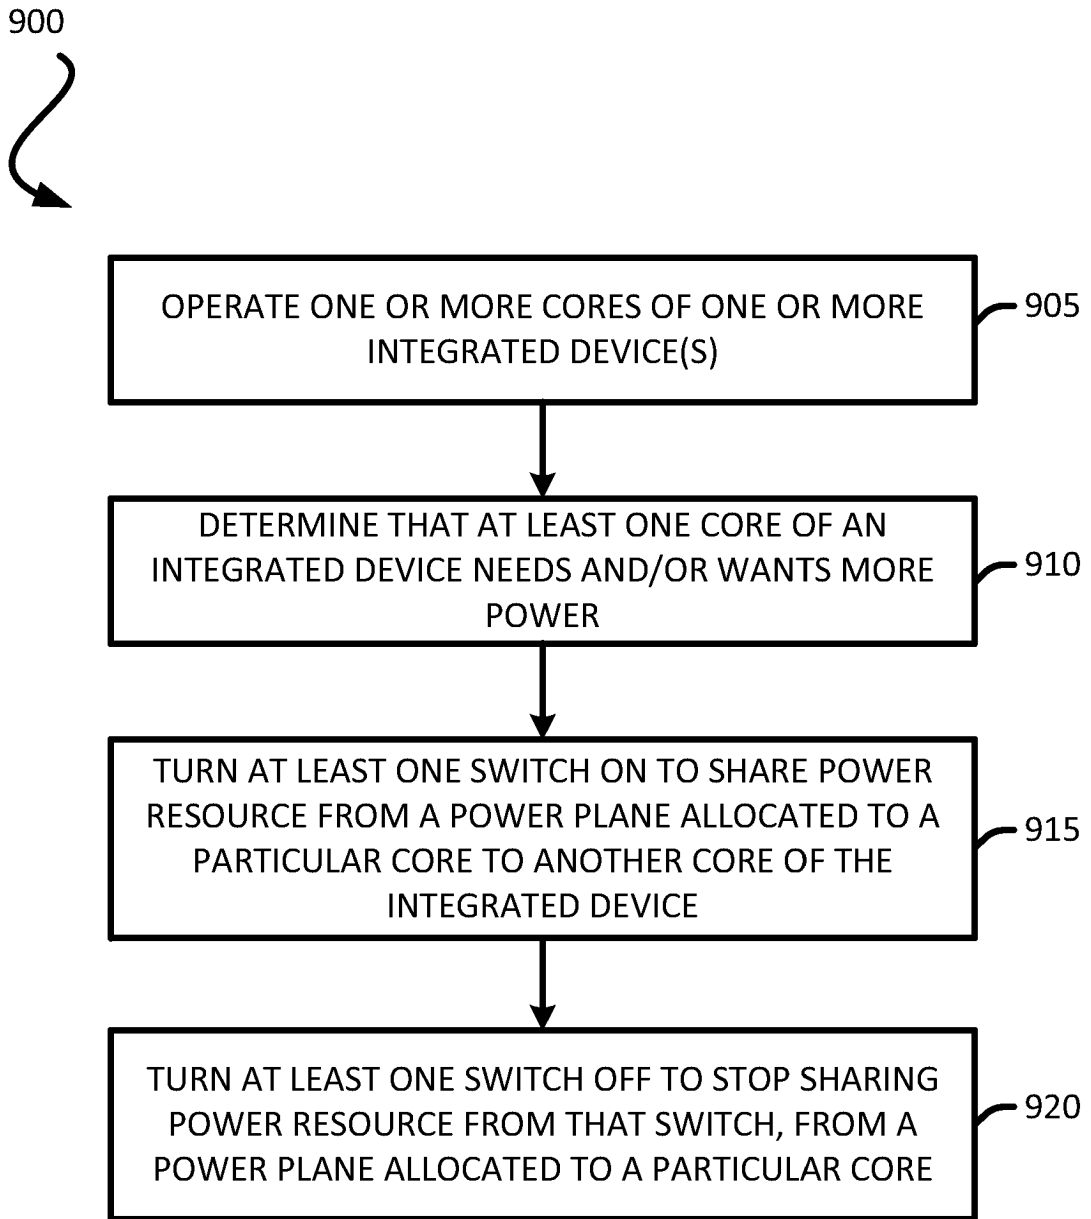 900
OPERATE ONE OR MORE CORES OF ONE OR MORE
INTEGRATED DEVICE(S)
905
DETERMINE THAT AT LEAST ONE CORE OF AN
INTEGRATED DEVICE NEEDS AND/OR WANTS MORE
POWER
910
TURN AT LEAST ONE SWITCH ON TO SHARE POWER
RESOURCE FROM A POWER PLANE ALLOCATED TO A
PARTICULAR CORE TO ANOTHER CORE OF THE
INTEGRATED DEVICE
915
TURN AT LEAST ONE SWITCH OFF TO STOP SHARING
POWER RESOURCE FROM THAT SWITCH, FROM A
POWER PLANE ALLOCATED TO A PARTICULAR CORE
920